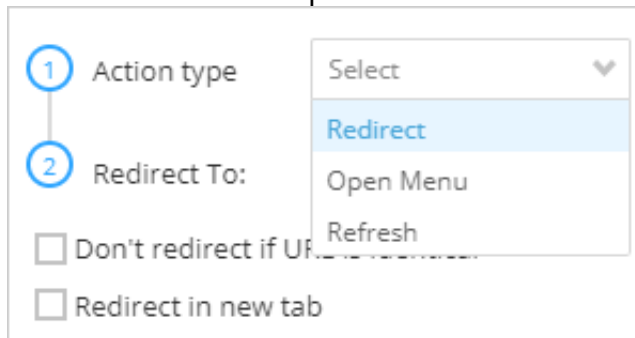 1 Action type Select
Redirect
2 Redirect To: Open Menu
Refresh
Don't redirect if
Redirect in new tab